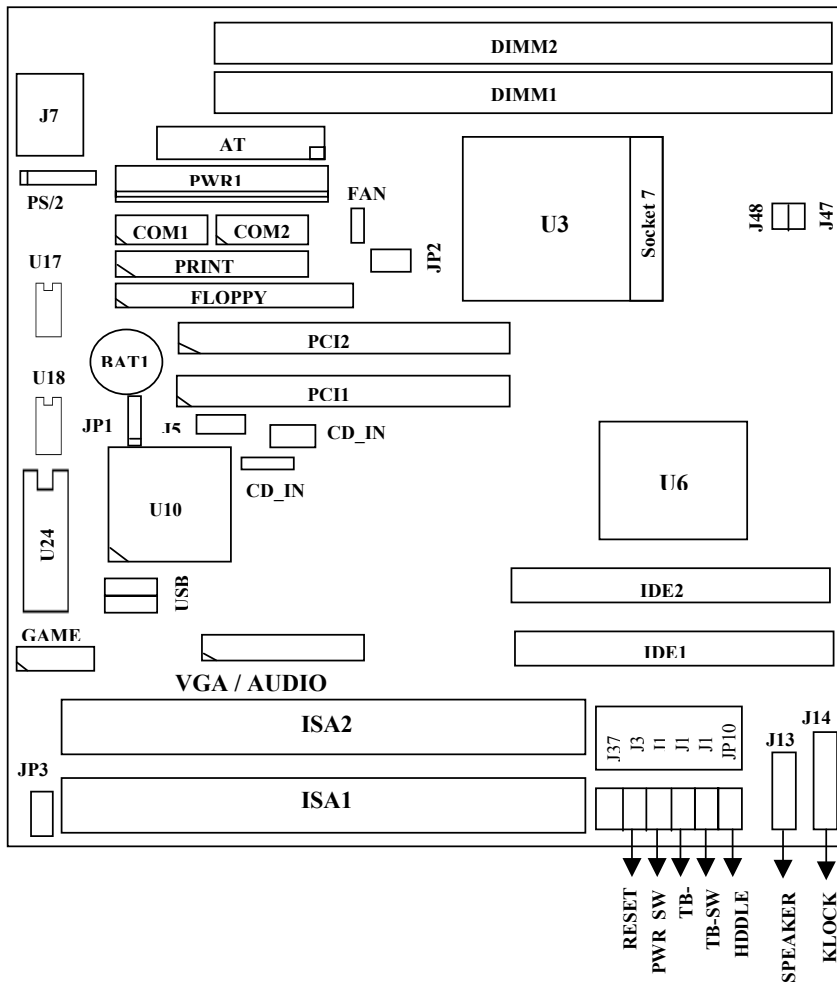 DIMM2
DIMM1
J7
AT
PWR1
PS/2
FAN
COM1
COM2
JP2
U3
Socket 7
J48
J47
U17
PRINT
FLOPPY
PCI2
BAT1
U18
PCI1
JP1
J5
CD_IN
CD_IN
U10
U6
U24
USB
IDE2
GAME
IDE1
VGA / AUDIO
ISA2
J37
J3
J1
J1
J1
JP10
J13
J14
JP3
ISA1
RESET
PWR SW
TB-
TB-SW
HDDLE
SPEAKER
KLOCK